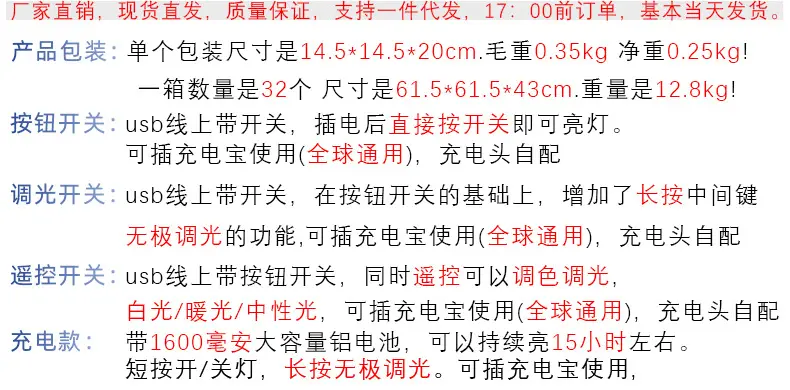 厂家直销，现货直发，质量保证，支持一件代发，17：00前订单，基本当天发货。
产品包装：单个包装尺寸是14.5*14.5*20cm.毛重0.35kg 净重0.25kg!
一箱数量是32个 尺寸是61.5*61.5*43cm.重量是12.8kg!
按钮开关：usb线上带开关，插电后直接按开关即可亮灯。
可插充电宝使用(全球通用)，充电头自配
调光开关：usb线上带开关，在按钮开关的基础上，增加了长按中间键
无极调光的功能,可插充电宝使用(全球通用)，充电头自配
遥控开关：usb线上带按钮开关，同时遥控可以调色调光，
白光/暖光/中性光，可插充电宝使用(全球通用)，充电头自配
充电款：带1600毫安大容量铝电池，可以持续亮15小时左右。
短按开/关灯，长按无极调光。可插充电宝使用，